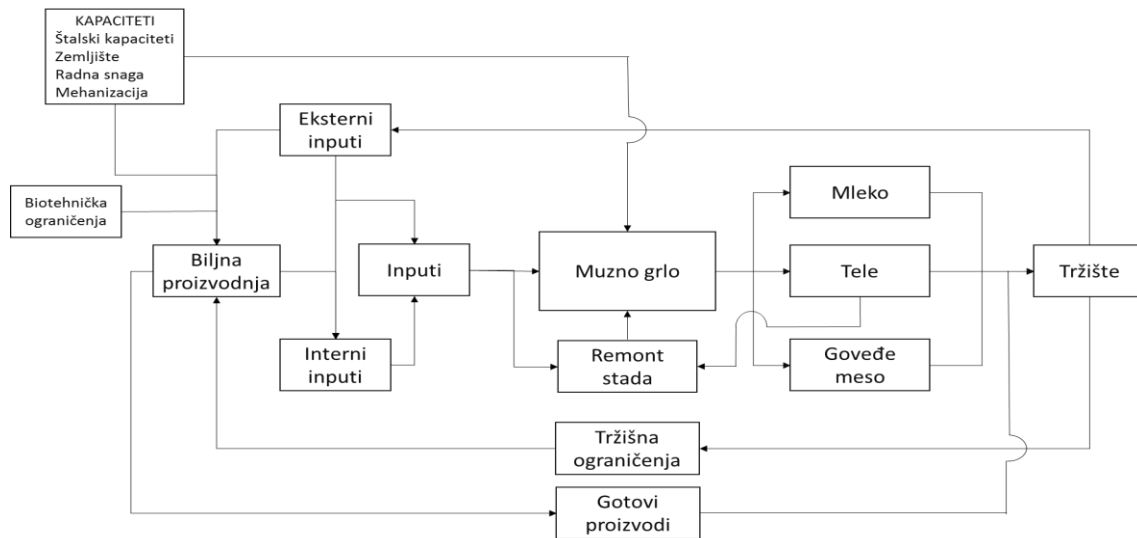 KAPACITETI
Štalski kapaciteti
Zemljište
Radna snaga
Mehanizacija
Eksterni
inputi
Biotehnička
ograničenja
Biljna
proizvodnja
Inputi
Interni
inputi
Muzno grlo
Remont
stada
Mleko
Tele
Goveđe
meso
Tržište
Tržišna
ograničenja
Gotovi
proizvodi